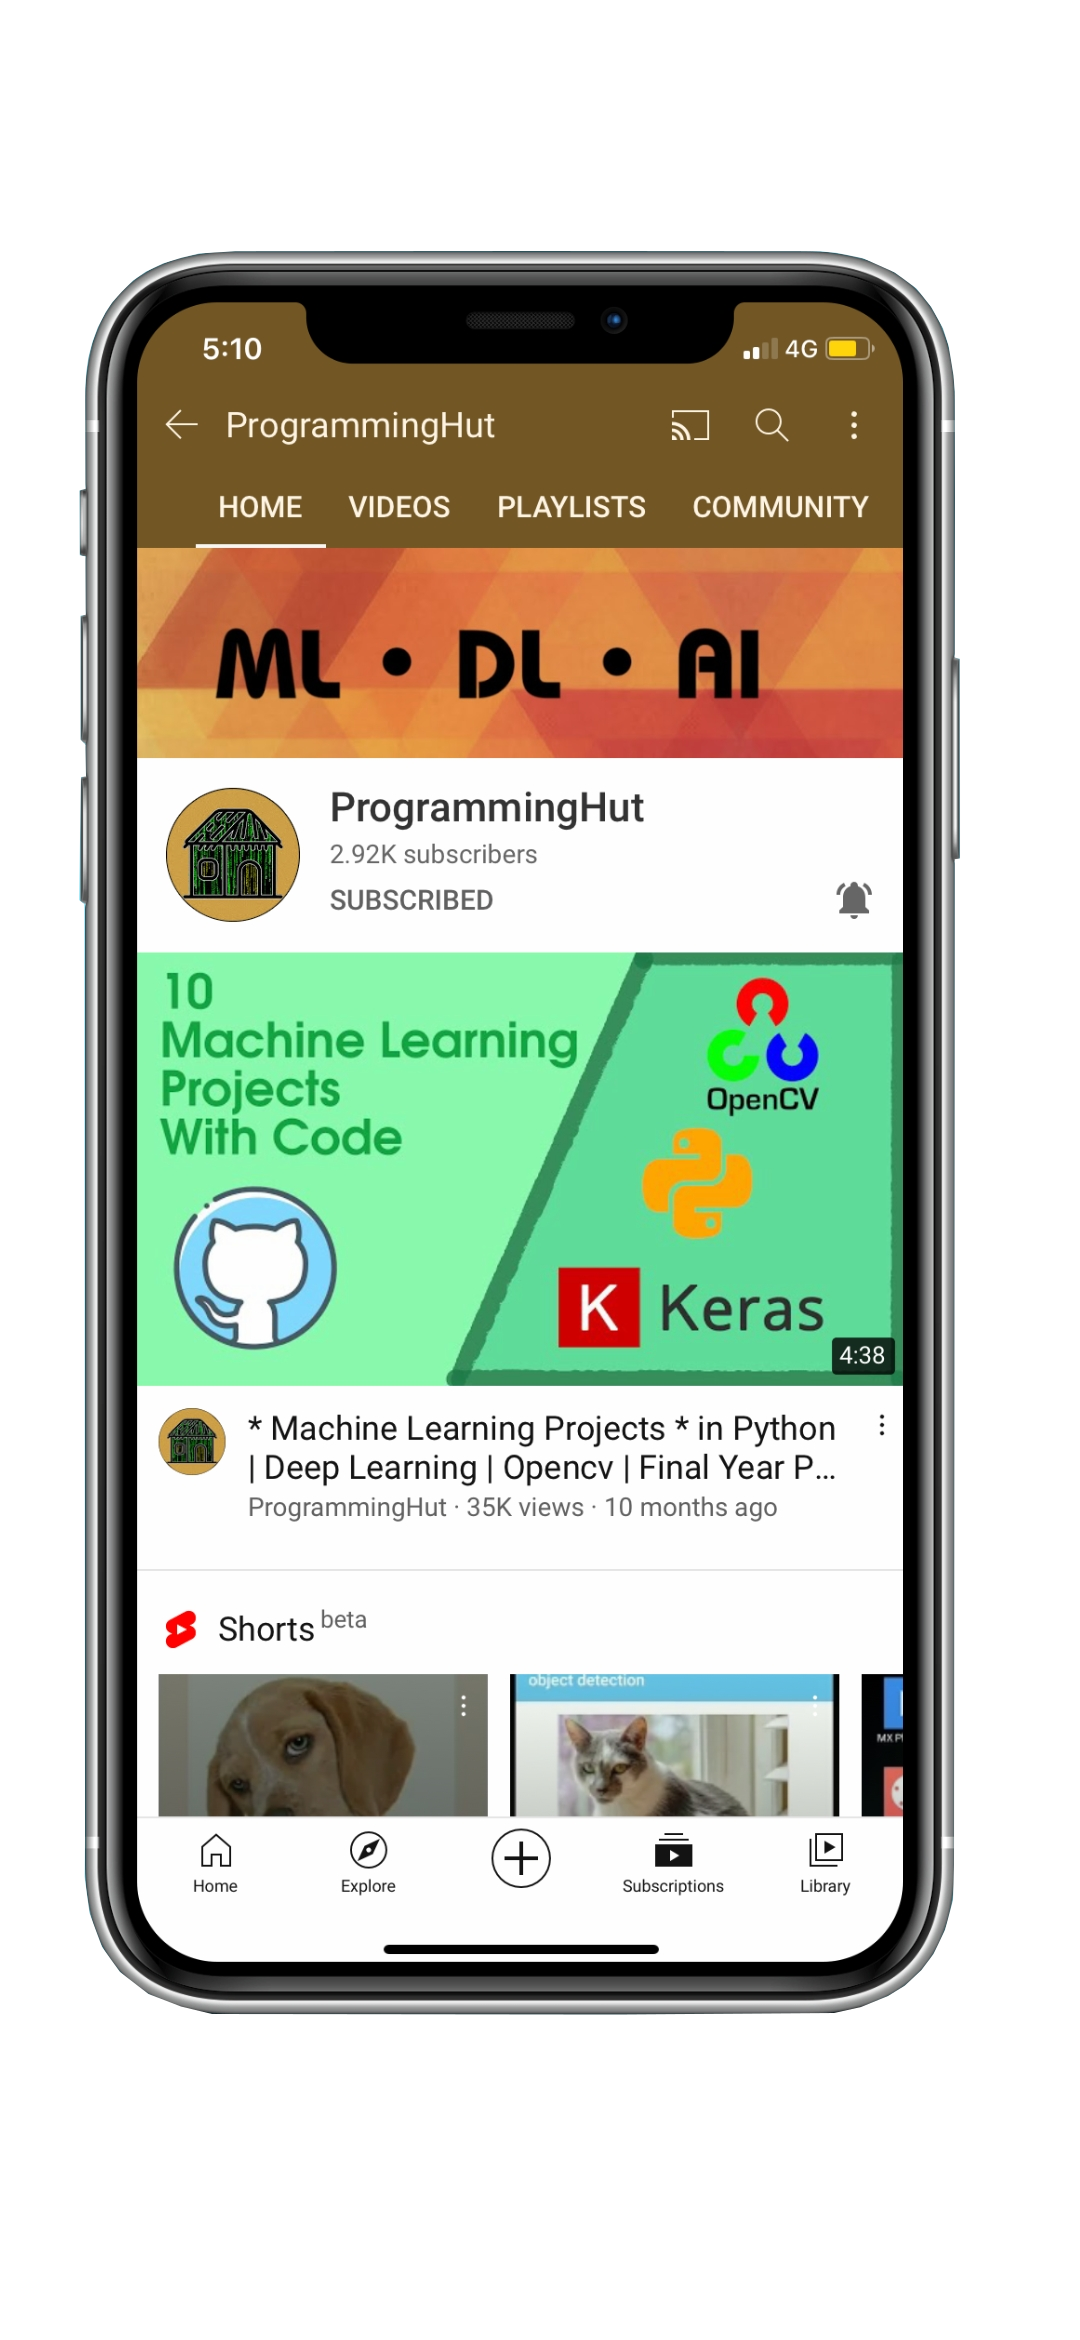 5:10 4G
ProgrammingHut
HOME VIDEOS PLAYLISTS COMMUNITY
ML • DL • AI
ProgrammingHut
2.92K subscribers
SUBSCRIBED
10
Machine Learning
Projects
With Code
OpenCV
K Keras
4:38
* Machine Learning Projects * in Python
| Deep Learning | Opencv | Final Year P...
ProgrammingHut · 35K views · 10 months ago
Shorts beta
object detection
MX P
Home Explore Subscriptions Library